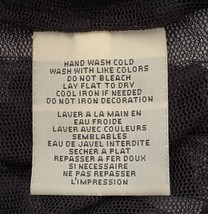 HAND WASH COLD
WASH WITH LIKE COLORS
DO NOT BLEACH
LAY FLAT TO DRY
COOL IRON IF NEEDED
DO NOT IRON DECORATION
LAVER A LA MAIN EN
EAU FROIDE
LAVER AVEC COULEURS
SEMBLABLES
EAU DE JAVEL INTERDITE
SECHER A PLAT
REPASSER A FER DOUX
SI NECESSAIRE
NE PAS REPASSER
L'IMPRESSION